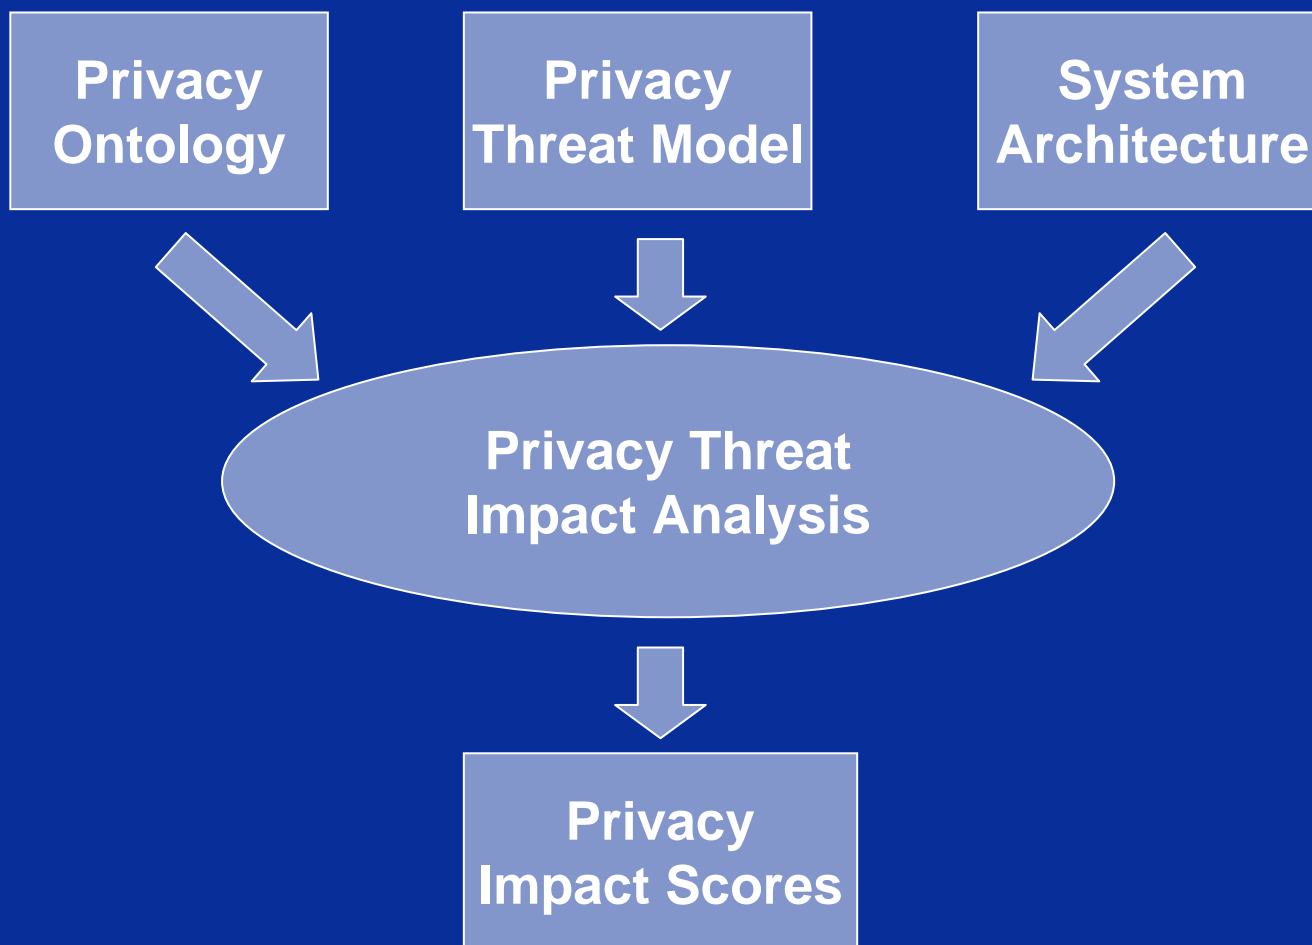 Privacy
Ontology
Privacy
Threat Model
System
Architecture
Privacy Threat
Impact Analysis
Privacy
Impact Scores